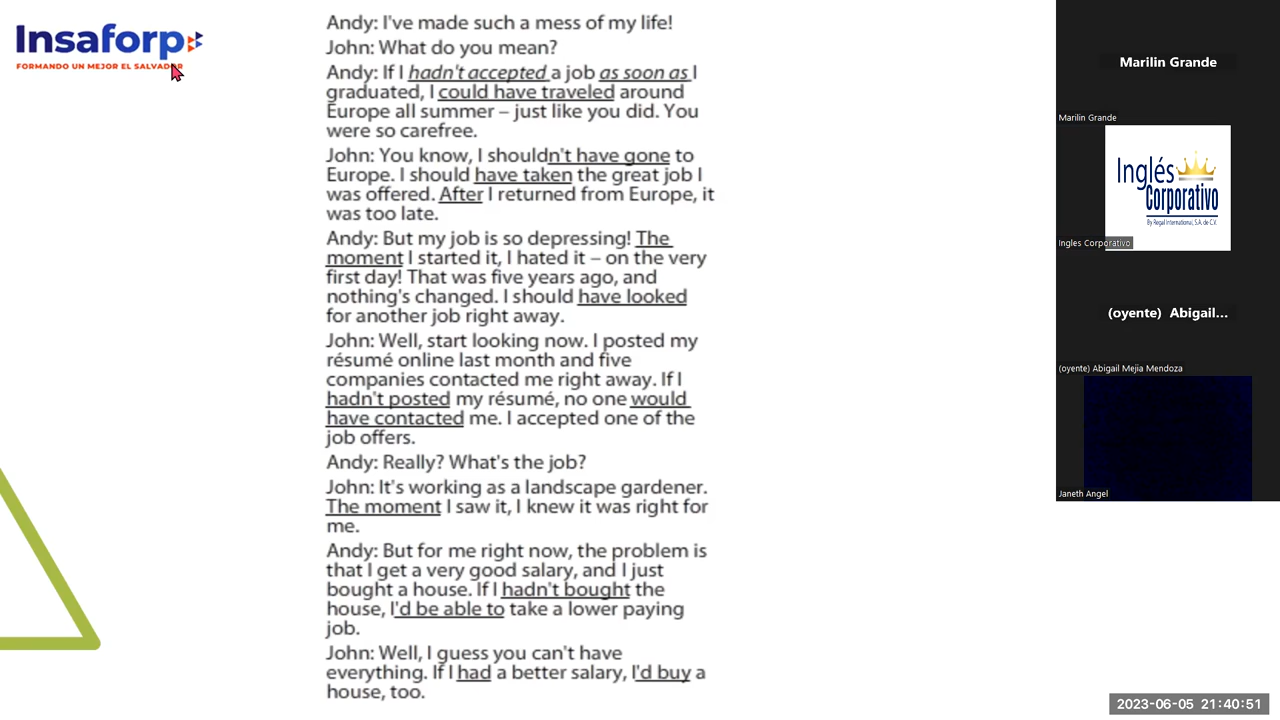 Insaforp
FORMANDO UN MEJOR EL SALVADOR
Andy: I've made such a mess of my life!
John: What do you mean?
Andy: If I hadn't accepted a job as soon as I
graduated, I could have traveled around
Europe all summer – just like you did. You
were so carefree.
John: You know, I shouldn't have gone to
Europe. I should have taken the great job I
was offered. After I returned from Europe, it
was too late.
Andy: But my job is so depressing! The
moment I started it, I hated it – on the very
first day! That was five years ago, and
nothing's changed. I should have looked
for another job right away.
John: Well, start looking now. I posted my
résumé online last month and five
companies contacted me right away. If I
hadn't posted my résumé, no one would
have contacted me. I accepted one of the
job offers.
Andy: Really? What's the job?
John: It's working as a landscape gardener.
The moment I saw it, I knew it was right for
me.
Andy: But for me right now, the problem is
that I get a very good salary, and I just
bought a house. If I hadn't bought the
house, I'd be able to take a lower paying
job.
John: Well, I guess you can't have
everything. If I had a better salary, I'd buy a
house, too.
Marilin Grande
Marilin Grande
Inglés
Corporativo
By Regal International, S.A. de C.V.
Ingles Corporativo
(oyente) Abigail...
(oyente) Abigail Mejia Mendoza
Janeth Angel
2023-06-05 21:40:51